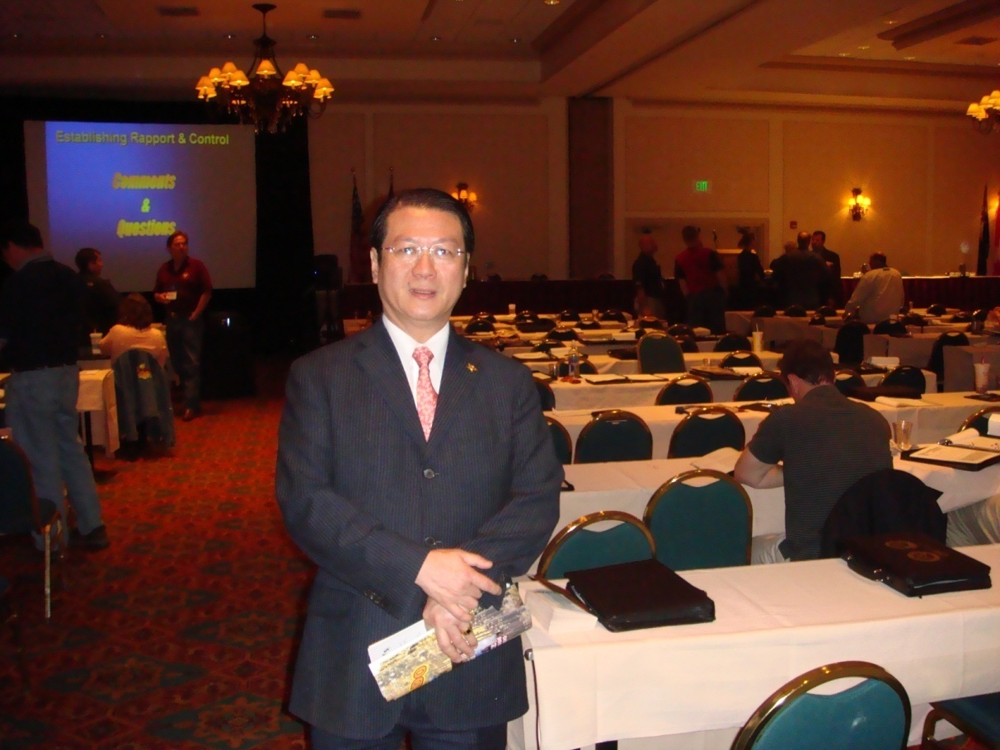 Establishing Rapport & Control
Comments
&
Questions
EXIT